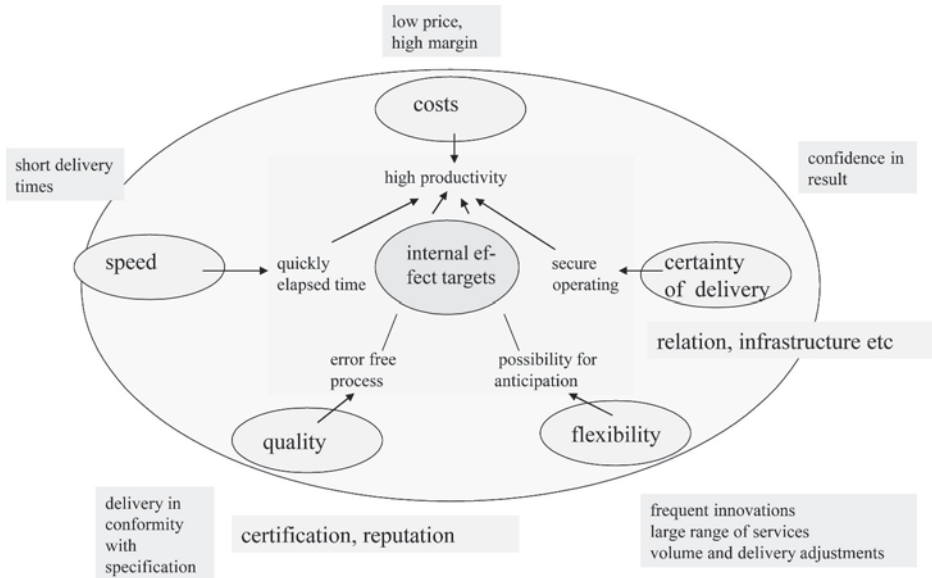 low price,
high margin
costs
short delivery
times
confidence in
result
high productivity
speed
quickly
elapsed time
internal ef-
fect targets
secure
operating
certainty
of delivery
relation, infrastructure etc
error free
process
possibility for
anticipation
quality
flexibility
delivery in
conformity
with
specification
certification, reputation
frequent innovations
large range of services
volume and delivery adjustments